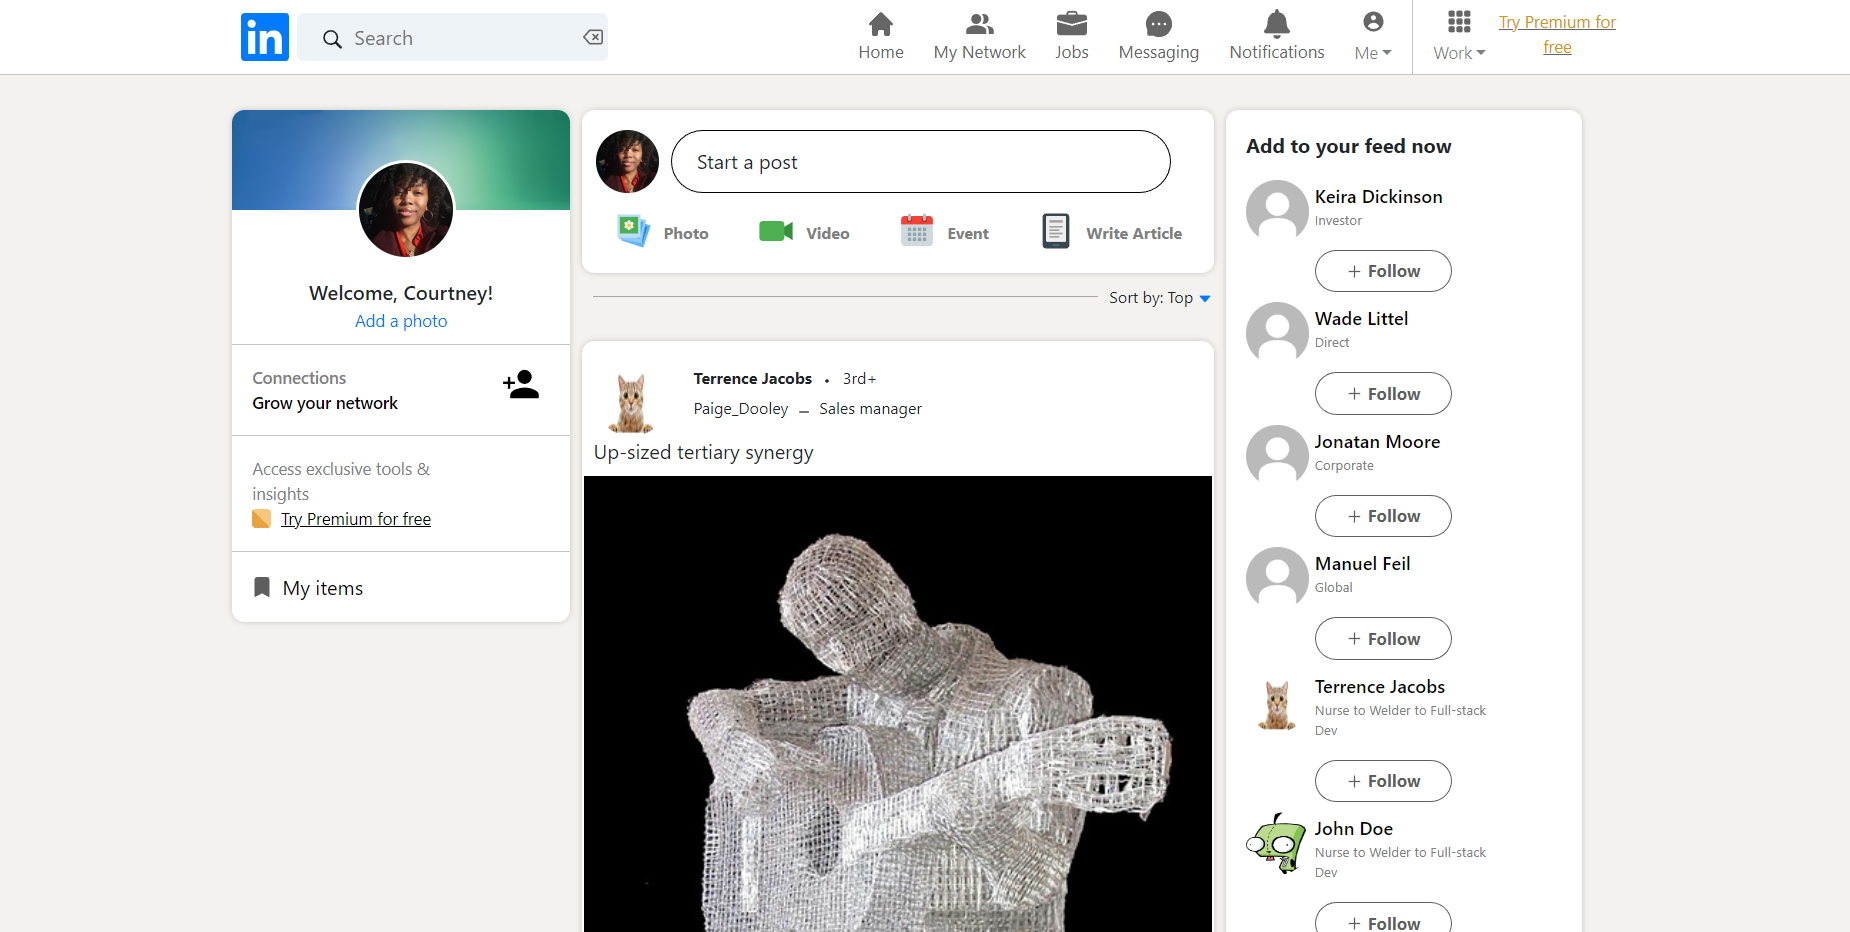 in
Search
Home
My Network
Jobs
Messaging
Notifications
Me
Work
Try Premium for
free
Welcome, Courtney!
Add a photo
Connections
Grow your network
Access exclusive tools &
insights
Try Premium for free
My items
Start a post
Photo
Video
Event
Write Article
Sort by: Top
Terrence Jacobs • 3rd+
Paige_Dooley – Sales manager
Up-sized tertiary synergy
Add to your feed now
Keira Dickinson
Investor
+ Follow
Wade Littel
Direct
+ Follow
Jonatan Moore
Corporate
+ Follow
Manuel Feil
Global
+ Follow
Terrence Jacobs
Nurse to Welder to Full-stack
Dev
+ Follow
John Doe
Nurse to Welder to Full-stack
Dev
+ Follow